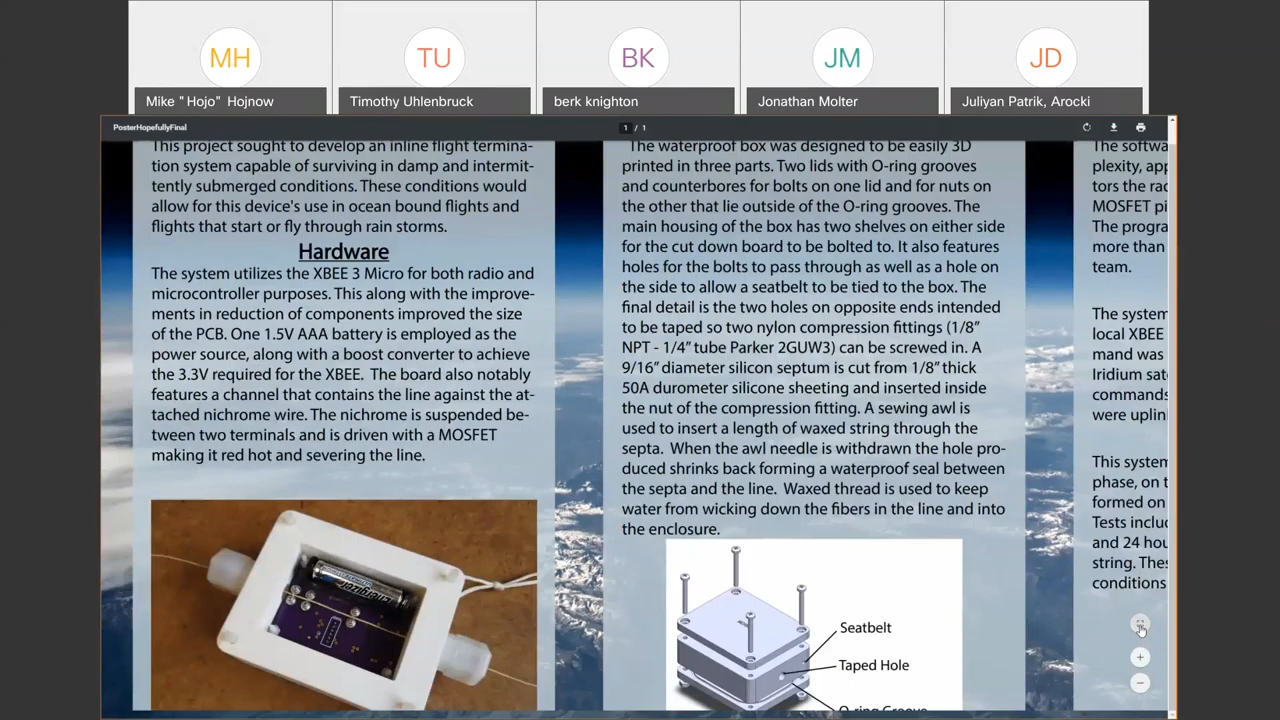 MH
TU
BK
JM
JD
Mike "Hojo" Hojnow
Timothy Uhlenbruck
berk knighton
Jonathan Molter
Juliyan Patrik, Arocki
PosterHopefullyFinal
1 / 1
This project sought to develop an inline flight termina-
tion system capable of surviving in damp and intermit-
tently submerged conditions. These conditions would
allow for this device's use in ocean bound flights and
flights that start or fly through rain storms.
Hardware
The system utilizes the XBEE 3 Micro for both radio and
microcontroller purposes. This along with the improve-
ments in reduction of components improved the size
of the PCB. One 1.5V AAA battery is employed as the
power source, along with a boost converter to achieve
the 3.3V required for the XBEE. The board also notably
features a channel that contains the line against the at-
tached nichrome wire. The nichrome is suspended be-
tween two terminals and is driven with a MOSFET
making it red hot and severing the line.
energizer
The waterproof box was designed to be easily 3D
printed in three parts. Two lids with O-ring grooves
and counterbores for bolts on one lid and for nuts on
the other that lie outside of the O-ring grooves. The
main housing of the box has two shelves on either side
for the cut down board to be bolted to. It also features
holes for the bolts to pass through as well as a hole on
the side to allow a seatbelt to be tied to the box. The
final detail is the two holes on opposite ends intended
to be taped so two nylon compression fittings (1/8”
NPT - 1/4” tube Parker 2GUW3) can be screwed in. A
9/16” diameter silicon septum is cut from 1/8” thick
50A durometer silicone sheeting and inserted inside
the nut of the compression fitting. A sewing awl is
used to insert a length of waxed string through the
septa. When the awl needle is withdrawn the hole pro-
duced shrinks back forming a waterproof seal between
the septa and the line. Waxed thread is used to keep
water from wicking down the fibers in the line and into
the enclosure.
Seatbelt
Taped Hole
O-ring Groove
The softwa
plexity, app
tors the rad
MOSFET pi
The progra
more than
team.
The system
local XBEE
mand was
Iridium sat
commands
were uplin
This system
phase, on t
formed on
Tests inclu
and 24 hou
string. Thes
conditions